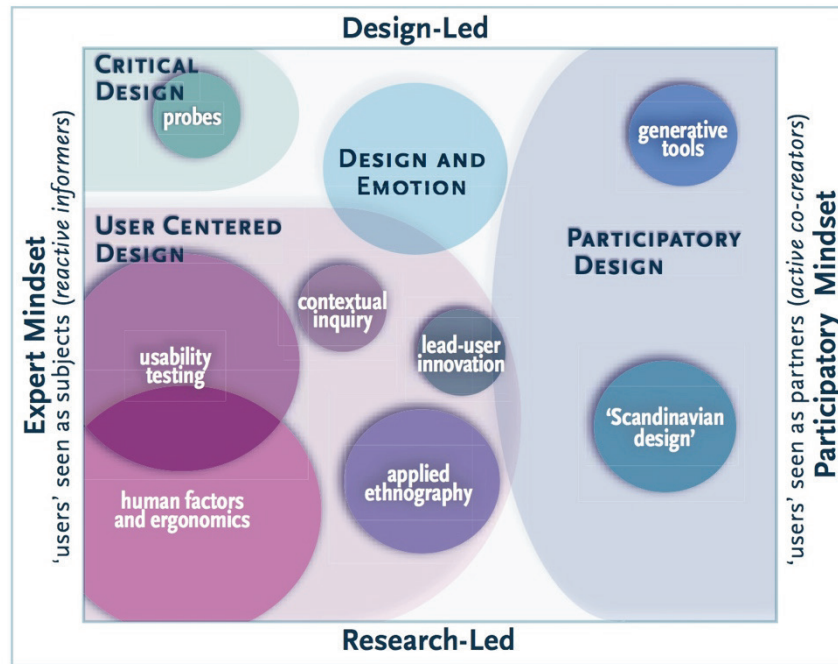 Design-Led
CRITICAL
DESIGN
probes
generative
tools
DESIGN AND
EMOTION
USER CENTERED
DESIGN
PARTICIPATORY
DESIGN
contextual
inquiry
lead-user
innovation
usability
testing
'Scandinavian
design'
applied
ethnography
human factors
and ergonomics
Research-Led
Expert Mindset
'users' seen as subjects (reactive informers)
'users' seen as partners (active co-creators)
Participatory Mindset